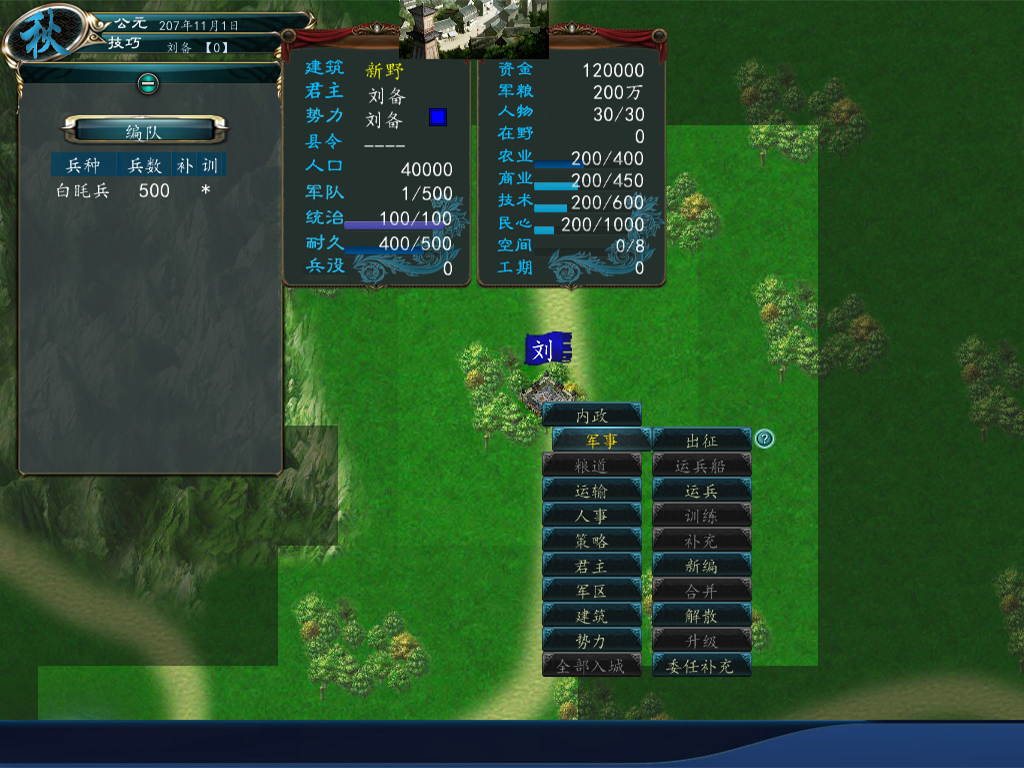 秋
公元 207年11月1日
技巧 刘备 【0】
编队
兵种 兵数 补 训
白眊兵 500 *
建筑 新野
君主 刘备
势力 刘备
县令 ----
人口 40000
军队 1/500
统治 100/100
耐久 400/500
兵设 0
资金 120000
军粮 200万
人物 30/30
在野 0
农业 200/400
商业 200/450
技术 200/600
民心 200/1000
空间 0/8
工期 0
刘
内政
军事 出征 ?
粮道 运兵船
运输 运兵
人事 训练
策略 补充
君主 新编
军区 合并
建筑 解散
势力 升级
全部入城 委任补充